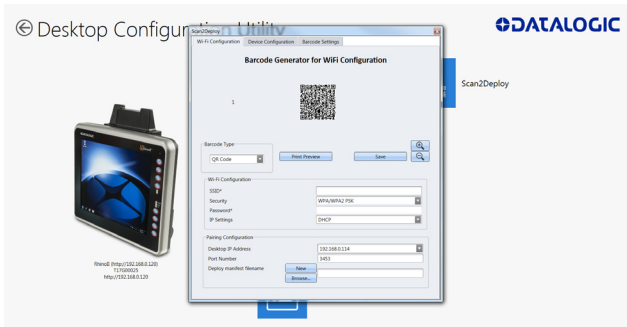 Desktop Configuration Utility
DATALOGIC
Scan2Deploy
Wi-Fi Configuration Device Configuration Barcode Settings
Barcode Generator for WiFi Configuration
Scan2Deploy
1
Barcode Type
QR Code
Print Preview
Save
Wi-Fi Configuration
SSID*
Security WPA/WPA2 PSK
Password*
IP Settings DHCP
Pairing Configuration
Desktop IP Address 192.168.0.114
Port Number 3453
Deploy manifest filename New
Browse...
RhinoII (http://192.168.0.120)
T17G00025
http://192.168.0.120